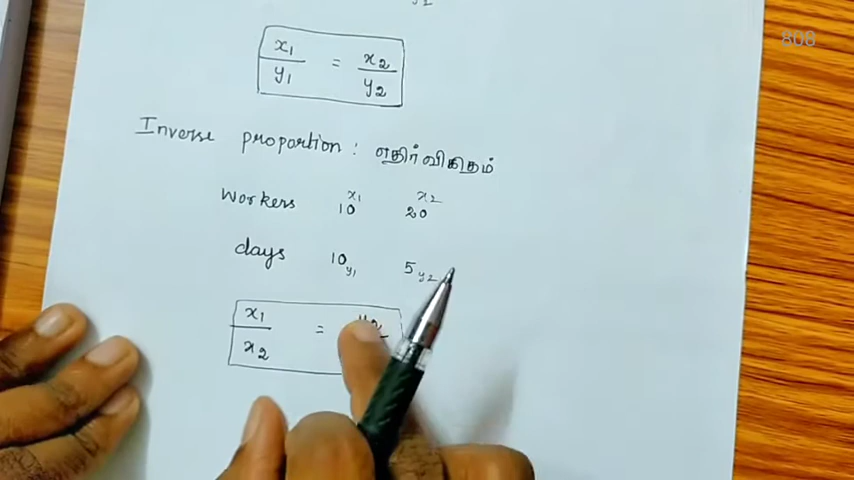 808
x₁ / y₁ = x₂ / y₂
Inverse proportion : எதிர் விகிதம்
x₁ x₂
Workers 10 20
days 10 y₁ 5 y₂
x₁ / x₂ =